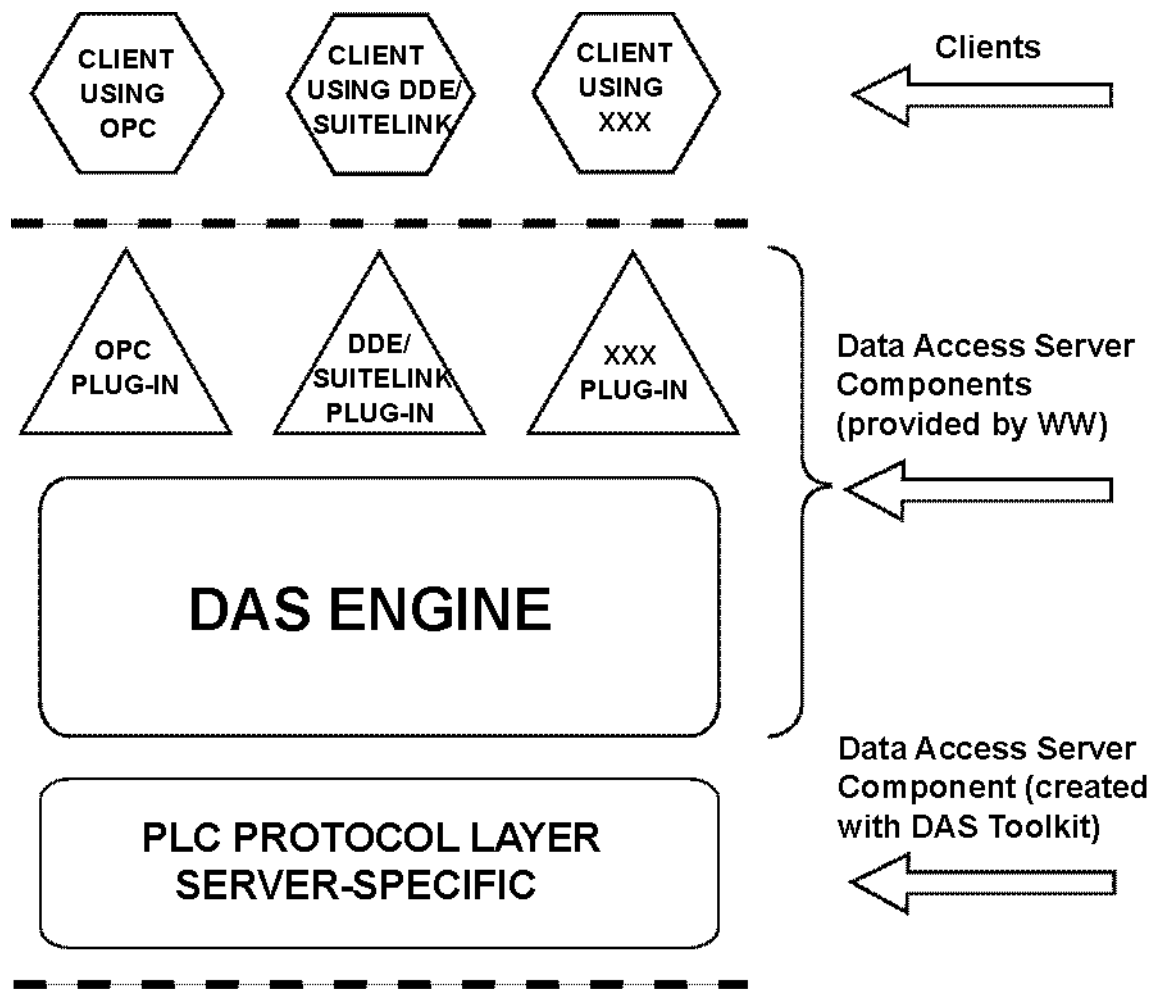 CLIENT
USING
OPC
CLIENT
USING DDE/
SUITELINK
CLIENT
USING
XXX
Clients
OPC
PLUG-IN
DDE/
SUITELINK
PLUG-IN
XXX
PLUG-IN
Data Access Server
Components
(provided by WW)
DAS ENGINE
Data Access Server
Component (created
with DAS Toolkit)
PLC PROTOCOL LAYER
SERVER-SPECIFIC